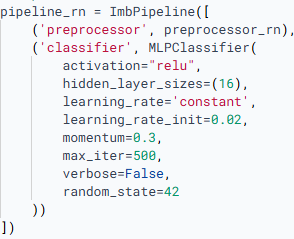 pipeline_rn = ImbPipeline([
    ('preprocessor', preprocessor_rn),
    ('classifier', MLPClassifier(
        activation="relu",
        hidden_layer_sizes=(16),
        learning_rate='constant',
        learning_rate_init=0.02,
        momentum=0.3,
        max_iter=500,
        verbose=False,
        random_state=42
    ))
])